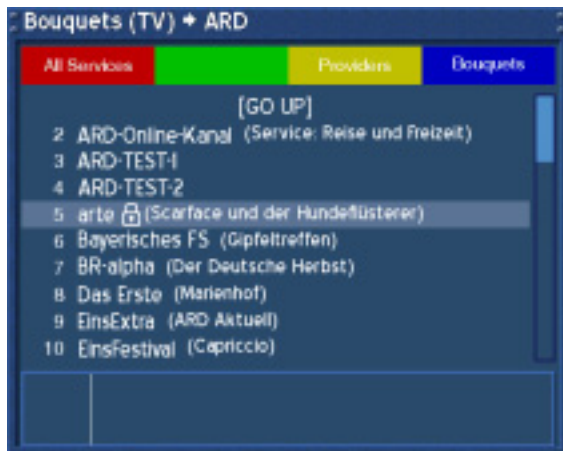 Bouquets (TV) → ARD
All Services Providers Bouquets
[GO UP]
2 ARD-Online-Kanal (Service: Reise und Freizeit)
3 ARD-TEST-1
4 ARD-TEST-2
5 arte (Scarface und der Hundeflüsterer)
6 Bayerisches FS (Gipfeltreffen)
7 BR-alpha (Der Deutsche Herbst)
8 Das Erste (Marienhof)
9 EinsExtra (ARD Aktuell)
10 EinsFestival (Capriccio)